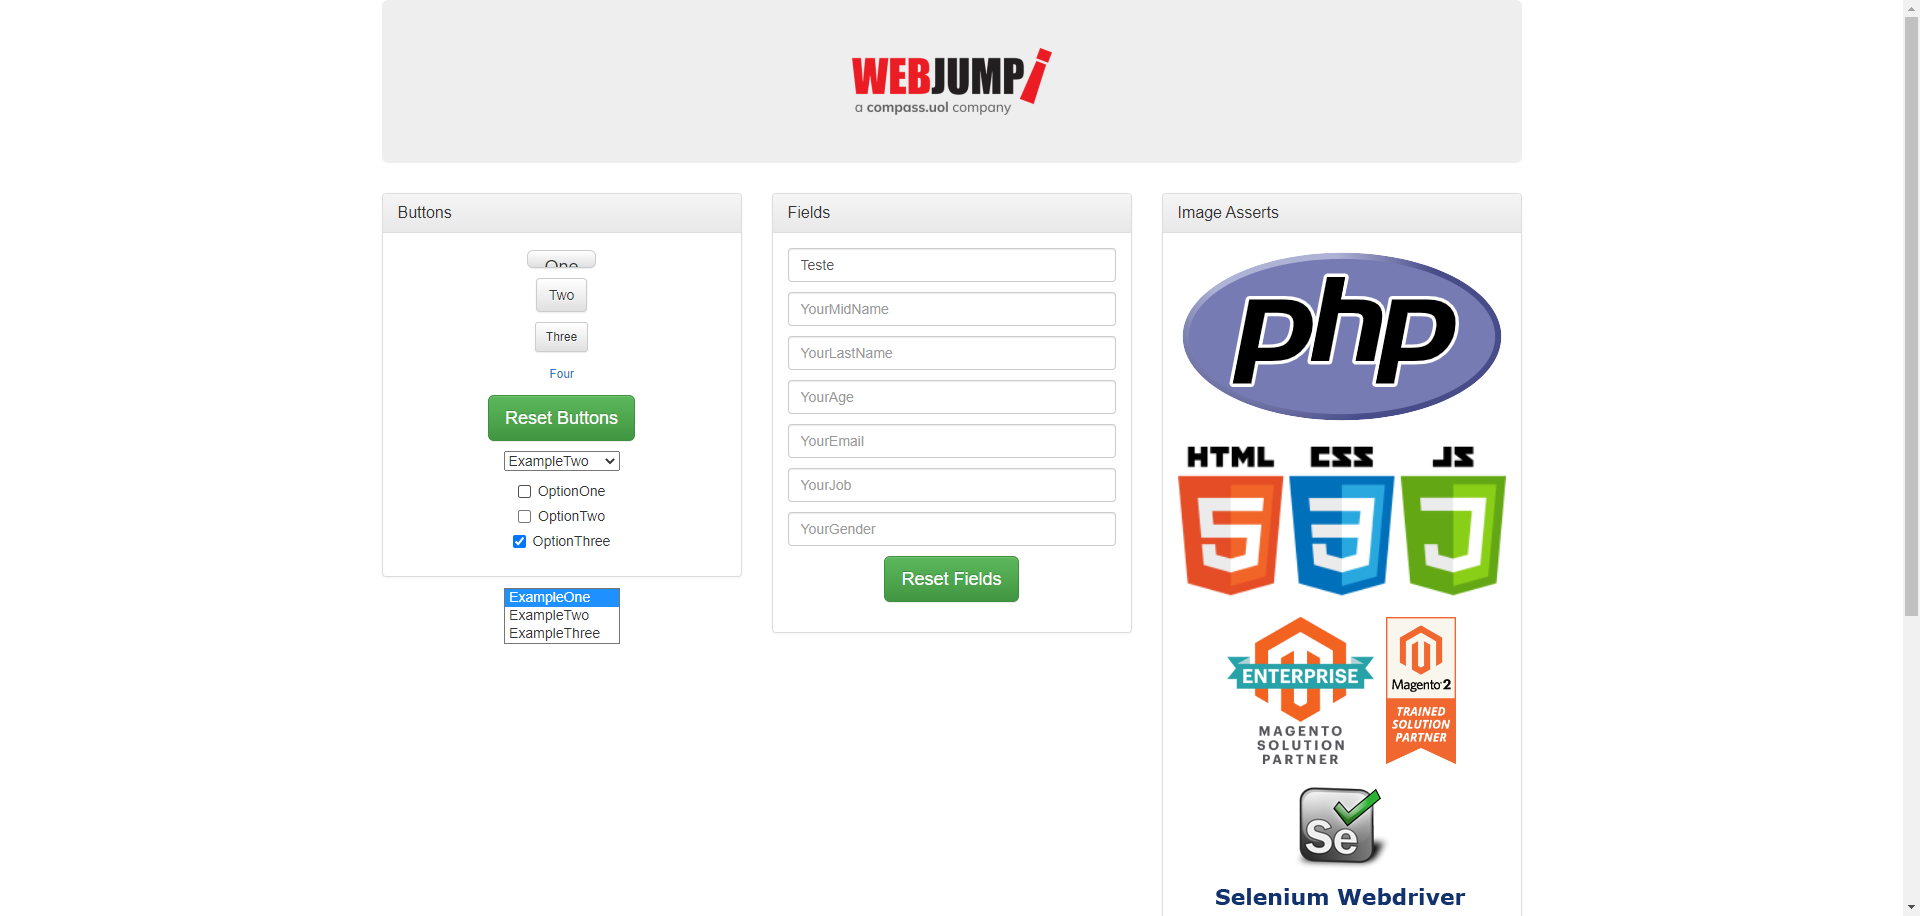 WEBJUMP
a compass.uol company
Buttons
One
Two
Three
Four
Reset Buttons
ExampleTwo
OptionOne
OptionTwo
OptionThree
ExampleOne
ExampleTwo
ExampleThree
Fields
Teste
YourMidName
YourLastName
YourAge
YourEmail
YourJob
YourGender
Reset Fields
Image Asserts
php
HTML CSS JS
5 3
ENTERPRISE
MAGENTO
SOLUTION
PARTNER
Magento 2
TRAINED
SOLUTION
PARTNER
Se
Selenium Webdriver